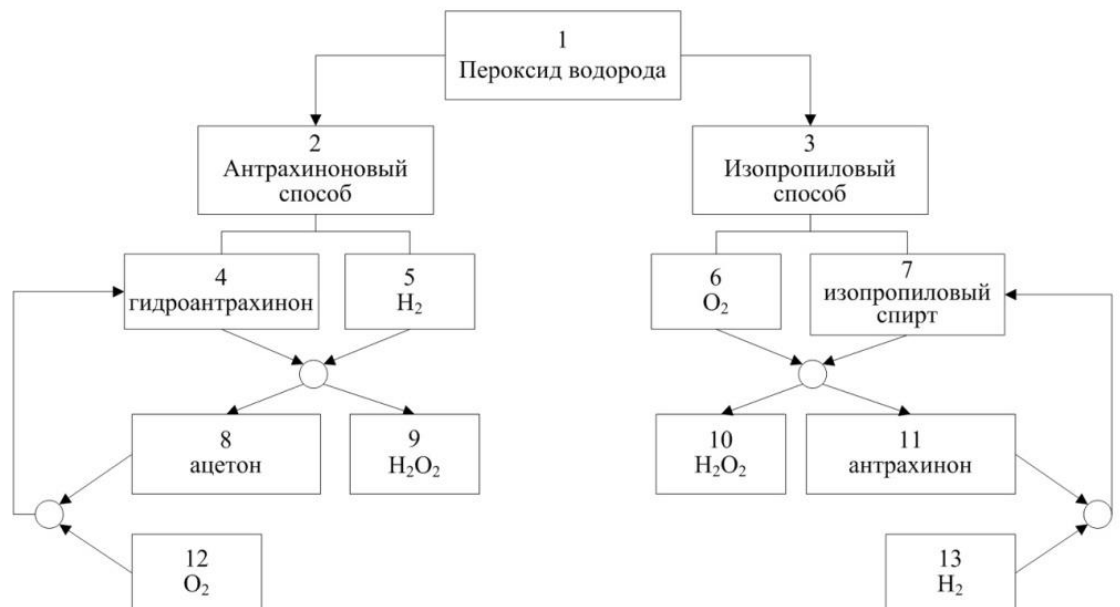 1
Пероксид водорода
2
Антрахиноновый
способ
3
Изопропиловый
способ
4
гидроантрахинон
5
H₂
6
O₂
7
изопропиловый
спирт
8
ацетон
9
H₂O₂
10
H₂O₂
11
антрахинон
12
O₂
13
H₂